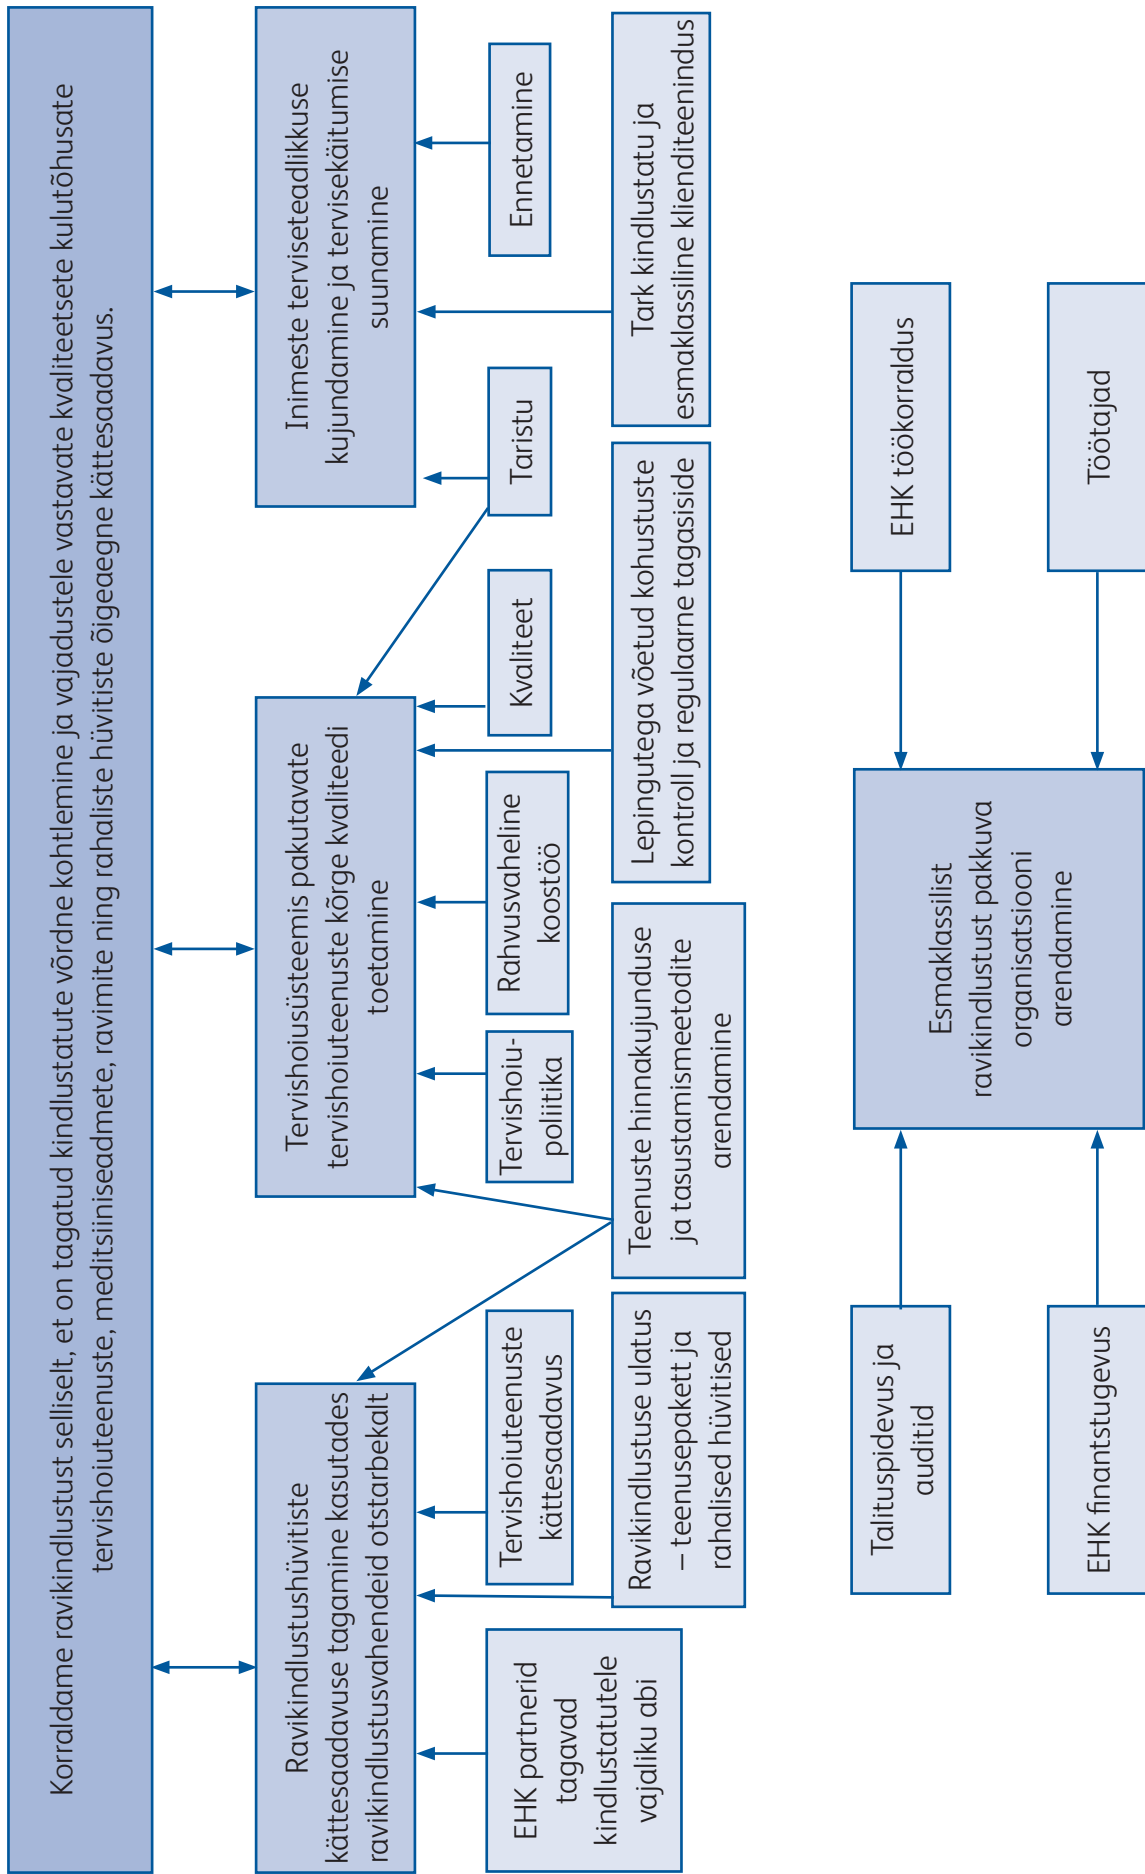 Korraldame ravikindlustust selliselt, et on tagatud kindlustatute võrdne kohtlemine ja vajadustele vastavate kvaliteetsete kulutõhusate
tervishoiuteenuste, meditsiiniseadmete, ravimite ning rahaliste hüvitiste õigeaegne kättesaadavus.
Ravikindlustushüvitiste
kättesaadavuse tagamine kasutades
ravikindlustusvahendeid otstarbekalt
Tervishoiusüsteemis pakutavate
tervishoiuteenuste kõrge kvaliteedi
toetamine
Inimeste terviseteadlikkuse
kujundamine ja tervisekäitumise
suunamine
EHK partnerid
tagavad
kindlustatutele
vajaliku abi
Tervishoiuteenuste
kättesaadavus
Tervishoiu-
poliitika
Rahvusvaheline
koostöö
Kvaliteet
Taristu
Ennetamine
Ravikindlustuse ulatus
– teenusepakett ja
rahalised hüvitised
Teenuste hinnakujunduse
ja tasustamismeetodite
arendamine
Lepingutega võetud kohustuste
kontroll ja regulaarne tagasiside
Tark kindlustatu ja
esmaklassiline klienditeenindus
Talituspidevus ja
auditid
Esmaklassilist
ravikindlustust pakkuva
organisatsiooni
arendamine
EHK töökorraldus
EHK finantstugevus
Töötajad